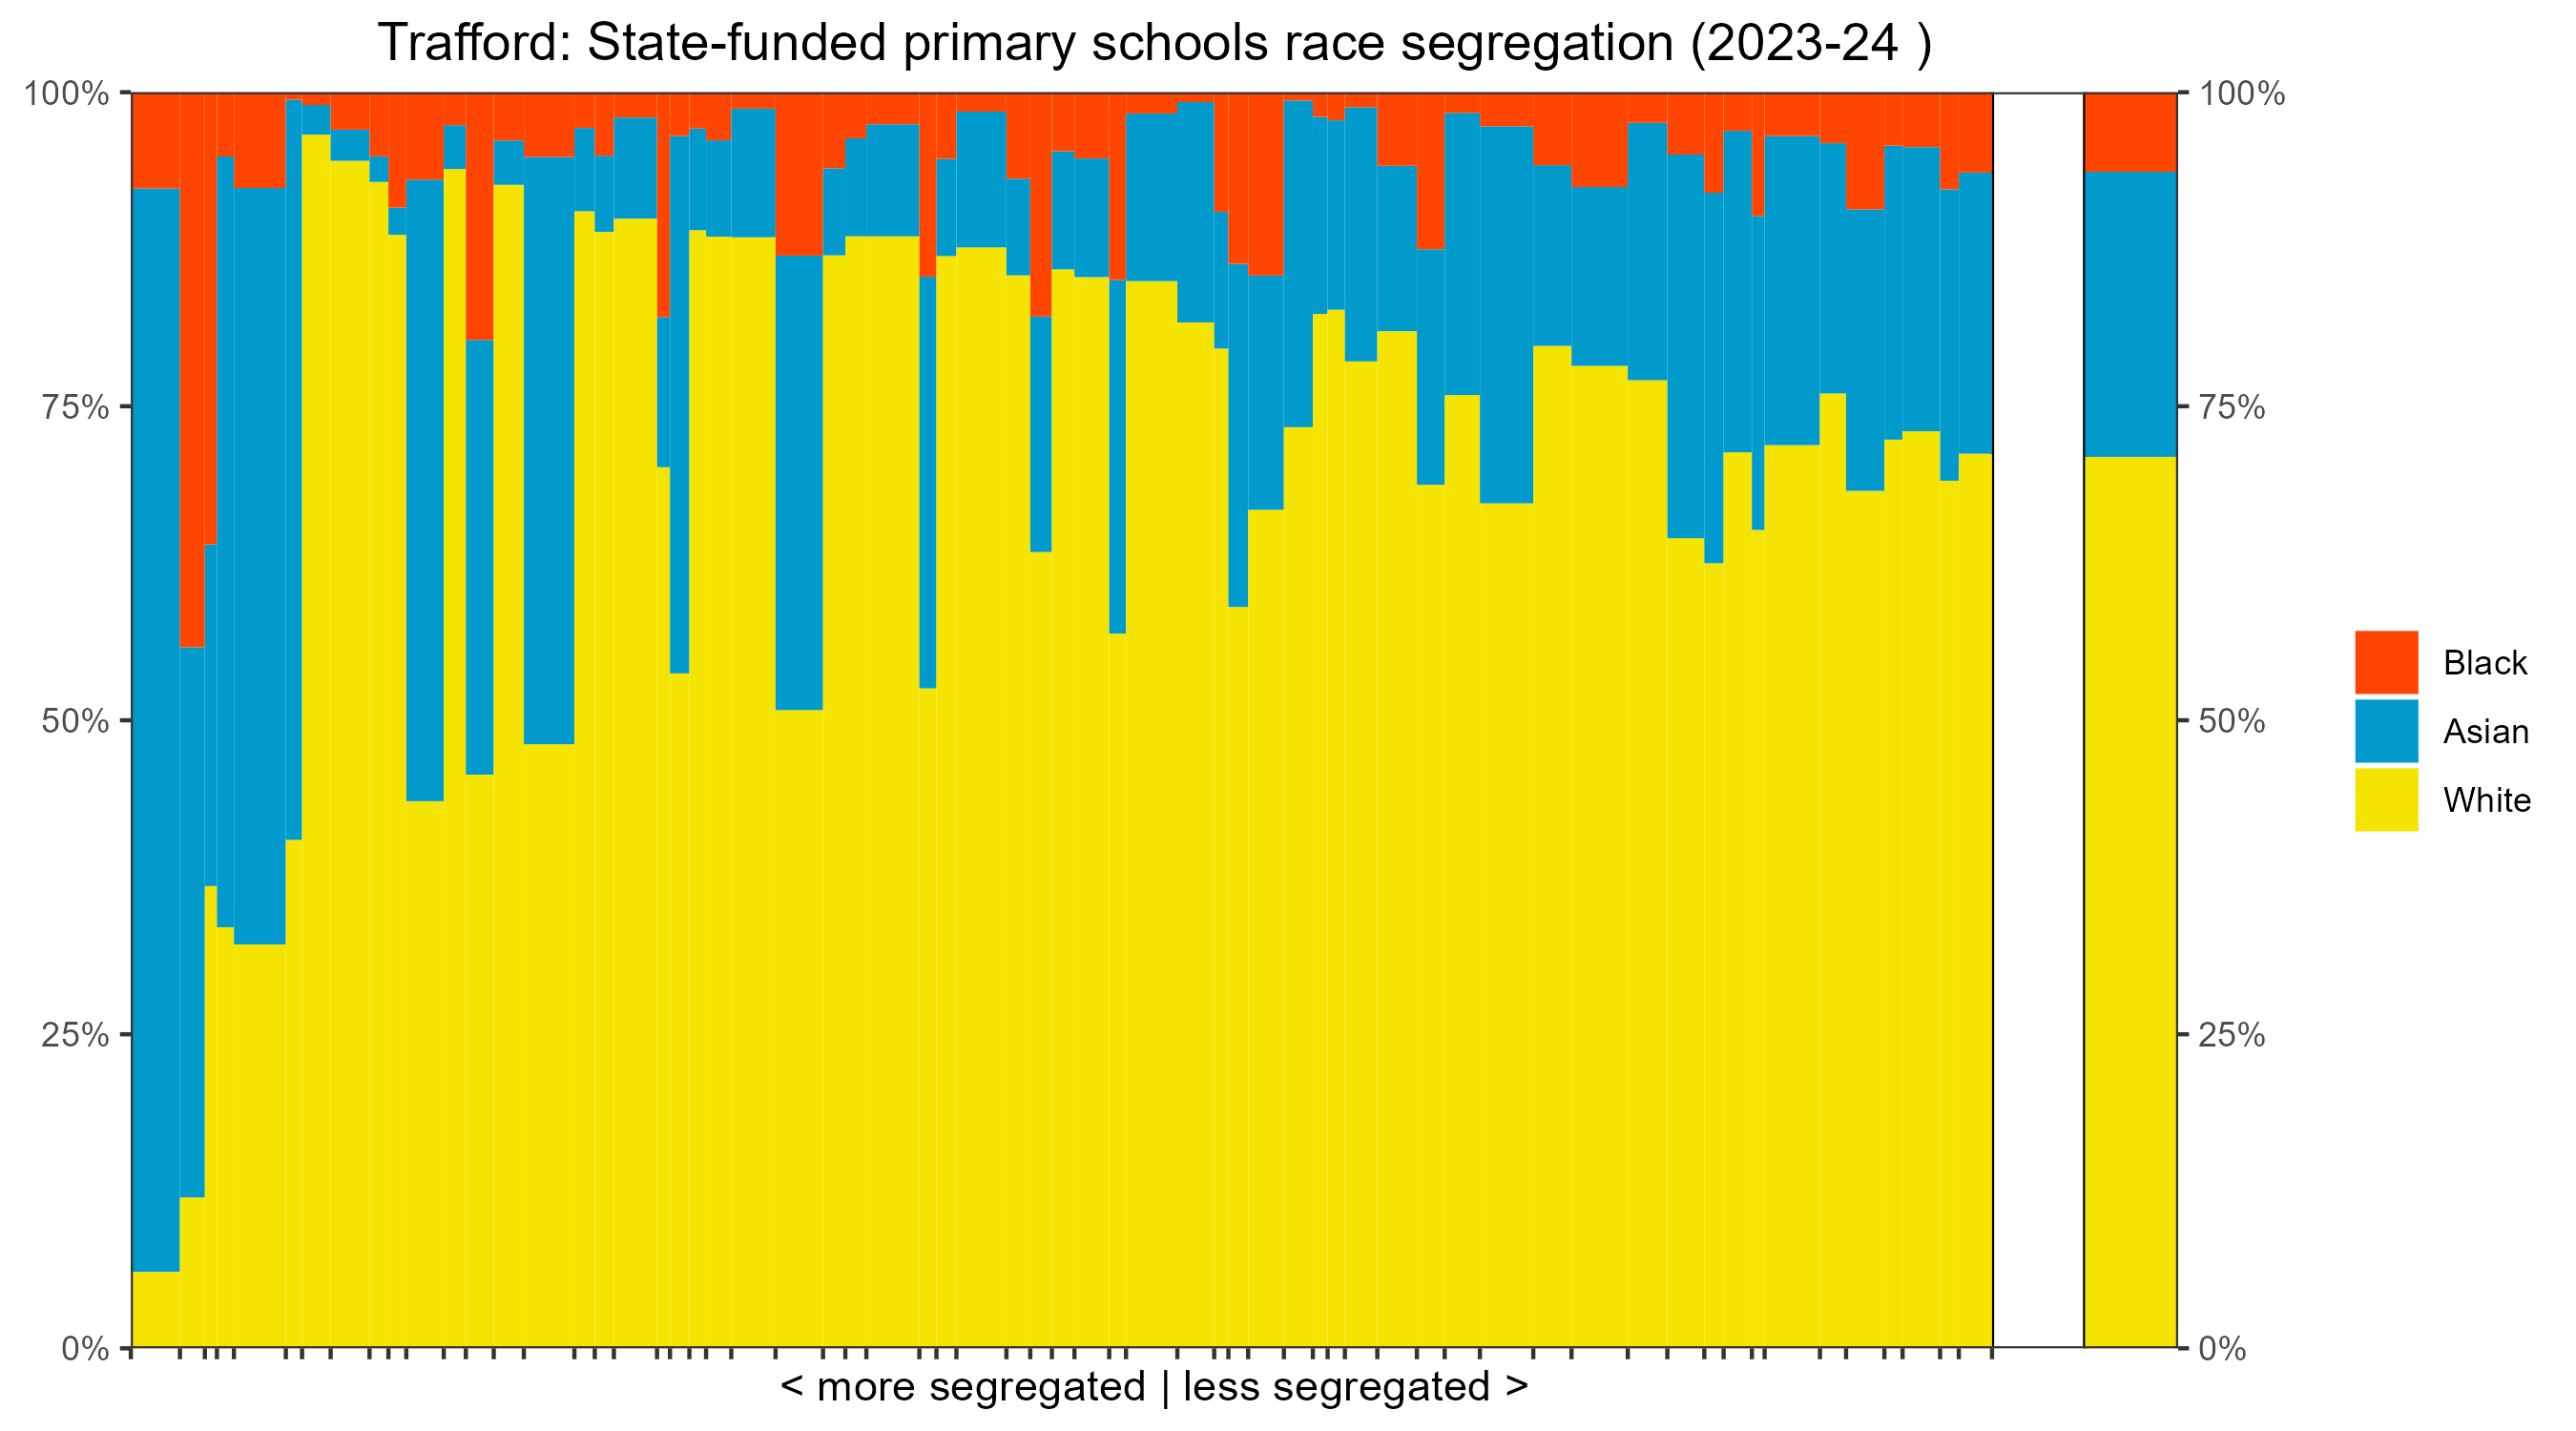 Trafford: State-funded primary schools race segregation (2023-24 )
100%
75%
50%
25%
0%
100%
75%
50%
25%
0%
Black
Asian
White
< more segregated | less segregated >